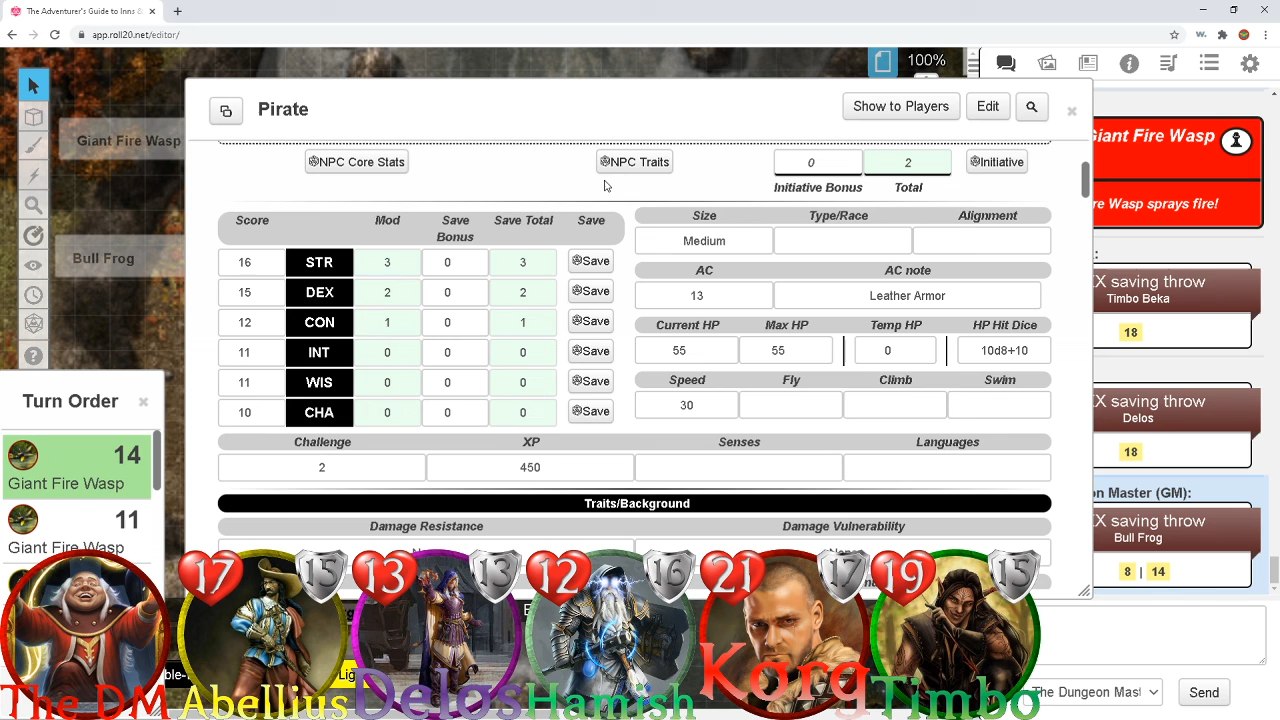 The Adventurer's Guide to Inns &
app.roll20.net/editor/
W.
100%
Giant Fire Wasp
Bull Frog
Pirate
Show to Players
Edit
NPC Core Stats
NPC Traits
0
2
Initiative
Initiative Bonus
Total
Score
Mod
Save Bonus
Save Total
Save
16 STR 3 0 3 Save
15 DEX 2 0 2 Save
12 CON 1 0 1 Save
11 INT 0 0 0 Save
11 WIS 0 0 0 Save
10 CHA 0 0 0 Save
Size Type/Race Alignment
Medium
AC AC note
13 Leather Armor
Current HP Max HP Temp HP HP Hit Dice
55 55 0 10d8+10
Speed Fly Climb Swim
30
Challenge XP Senses Languages
2 450
Traits/Background
Damage Resistance Damage Vulnerability
Turn Order
14
Giant Fire Wasp
11
Giant Fire Wasp
Giant Fire Wasp
re Wasp sprays fire!
:
X saving throw
Timbo Beka
18
X saving throw
Delos
18
on Master (GM):
X saving throw
Bull Frog
8 | 14
The Dungeon Mast
Send
17 15 13 13 12 16 21 17 19 15
The DM Abellius Delos Hamish Korg Timbo